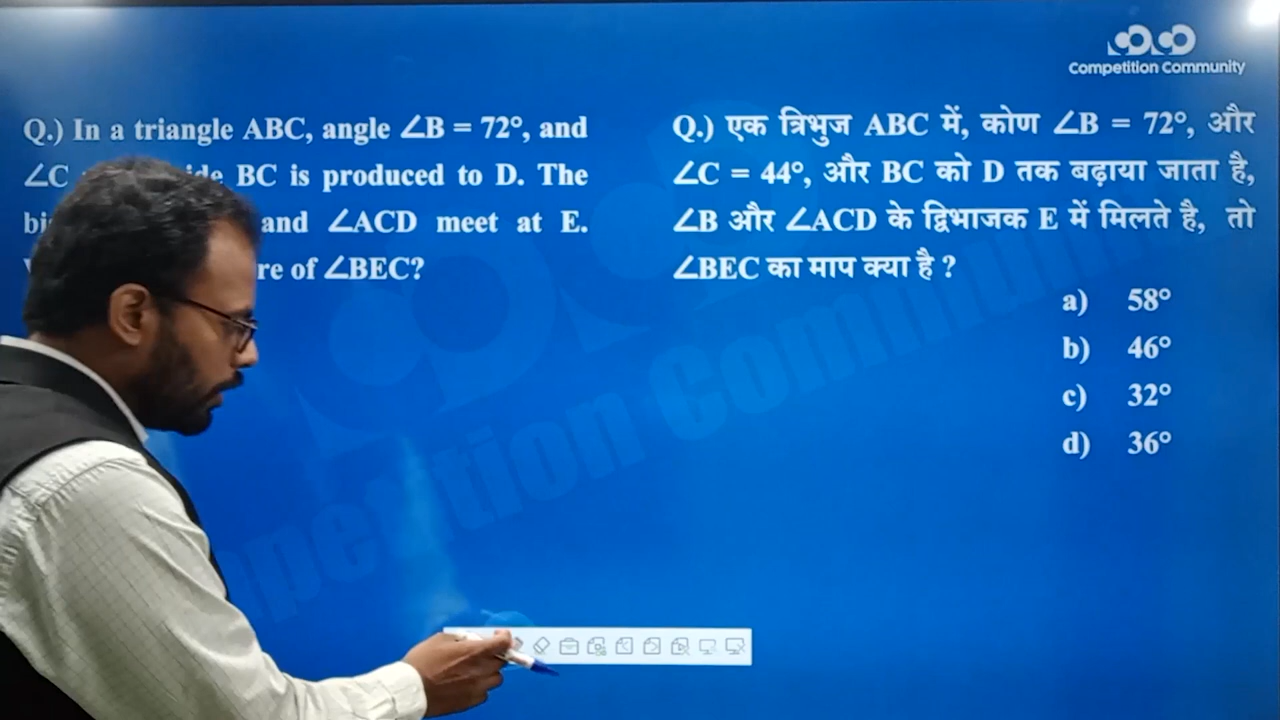 Competition Community
Q.) In a triangle ABC, angle ∠B = 72°, and
∠C BC is produced to D. The
and ∠ACD meet at E.
of ∠BEC?
Q.) एक त्रिभुज ABC में, कोण ∠B = 72°, और
∠C = 44°, और BC को D तक बढ़ाया जाता है,
∠B और ∠ACD के द्विभाजक E में मिलते है, तो
∠BEC का माप क्या है ?
a) 58°
b) 46°
c) 32°
d) 36°